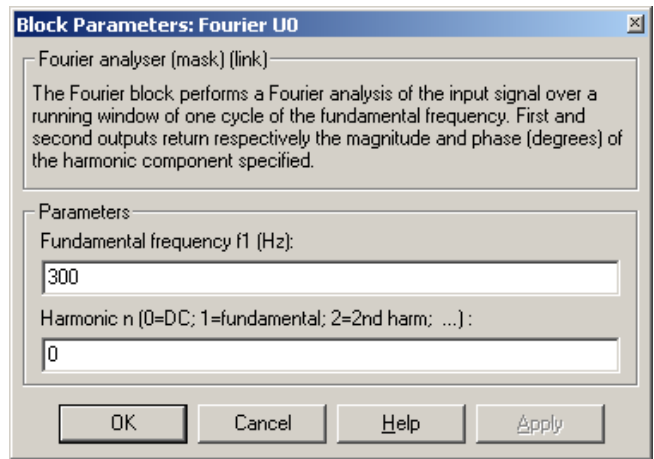 Block Parameters: Fourier U0
Fourier analyser (mask) (link)
The Fourier block performs a Fourier analysis of the input signal over a
running window of one cycle of the fundamental frequency. First and
second outputs return respectively the magnitude and phase (degrees) of
the harmonic component specified.
Parameters
Fundamental frequency f1 (Hz):
300
Harmonic n (0=DC; 1=fundamental; 2=2nd harm; ...) :
0
OK Cancel Help Apply